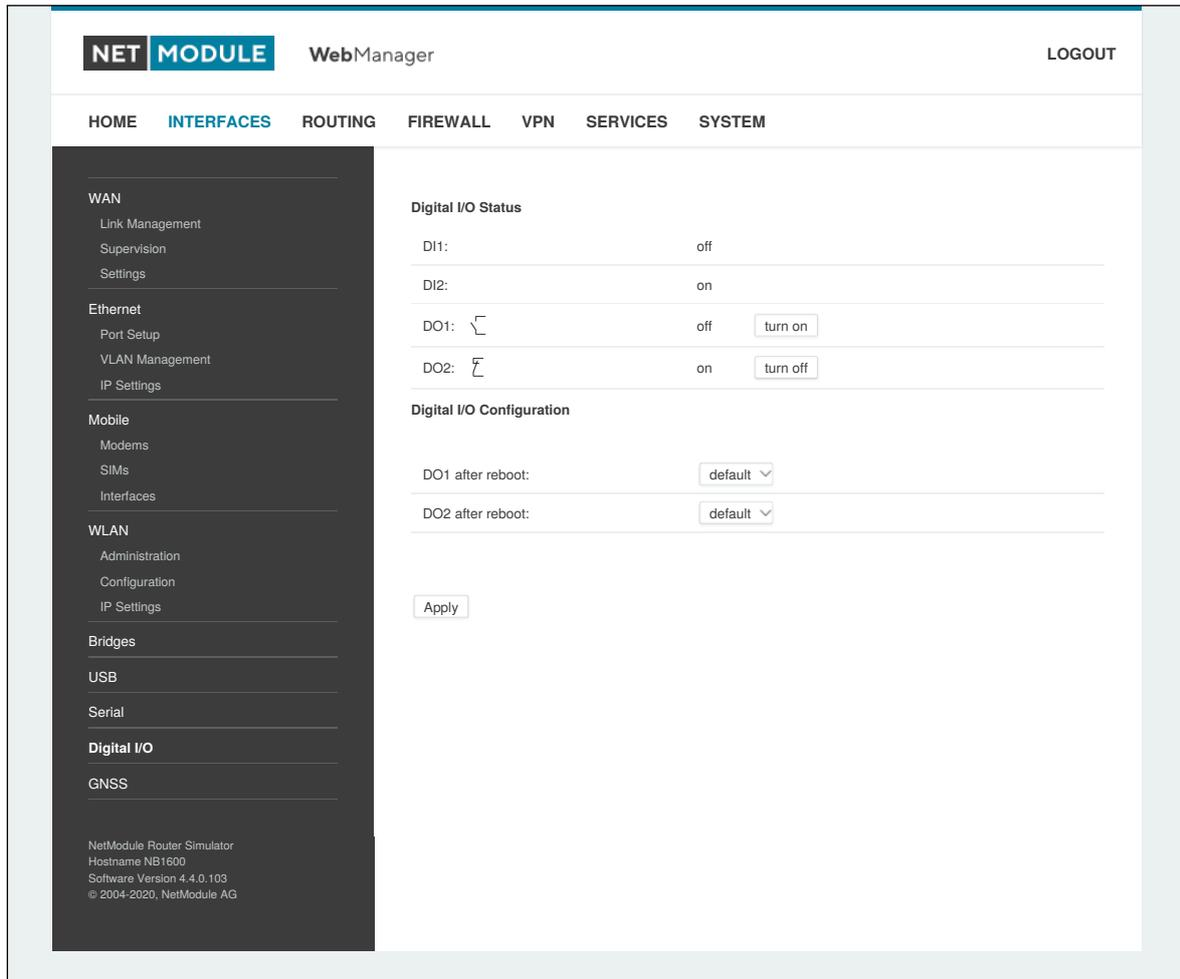 NET MODULE WebManager LOGOUT
HOME INTERFACES ROUTING FIREWALL VPN SERVICES SYSTEM
WAN
Link Management
Supervision
Settings
Ethernet
Port Setup
VLAN Management
IP Settings
Mobile
Modems
SIMs
Interfaces
WLAN
Administration
Configuration
IP Settings
Bridges
USB
Serial
Digital I/O
GNSS
NetModule Router Simulator
Hostname NB1600
Software Version 4.4.0.103
© 2004-2020, NetModule AG
Digital I/O Status
DI1: off
DI2: on
DO1: off turn on
DO2: on turn off
Digital I/O Configuration
DO1 after reboot: default
DO2 after reboot: default
Apply